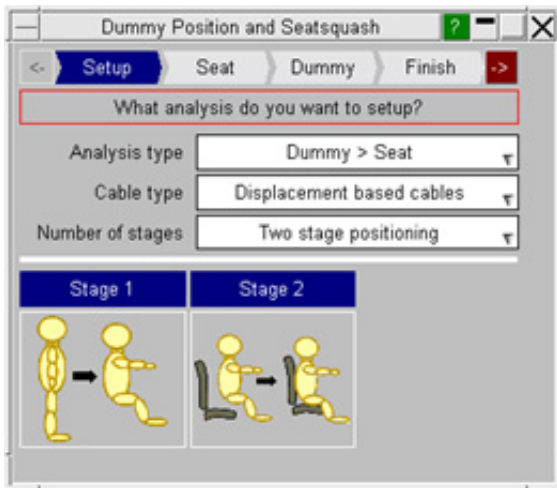 Dummy Position and Seatsquash ?
<- Setup Seat Dummy Finish ->
What analysis do you want to setup?
Analysis type Dummy > Seat
Cable type Displacement based cables
Number of stages Two stage positioning
Stage 1 Stage 2